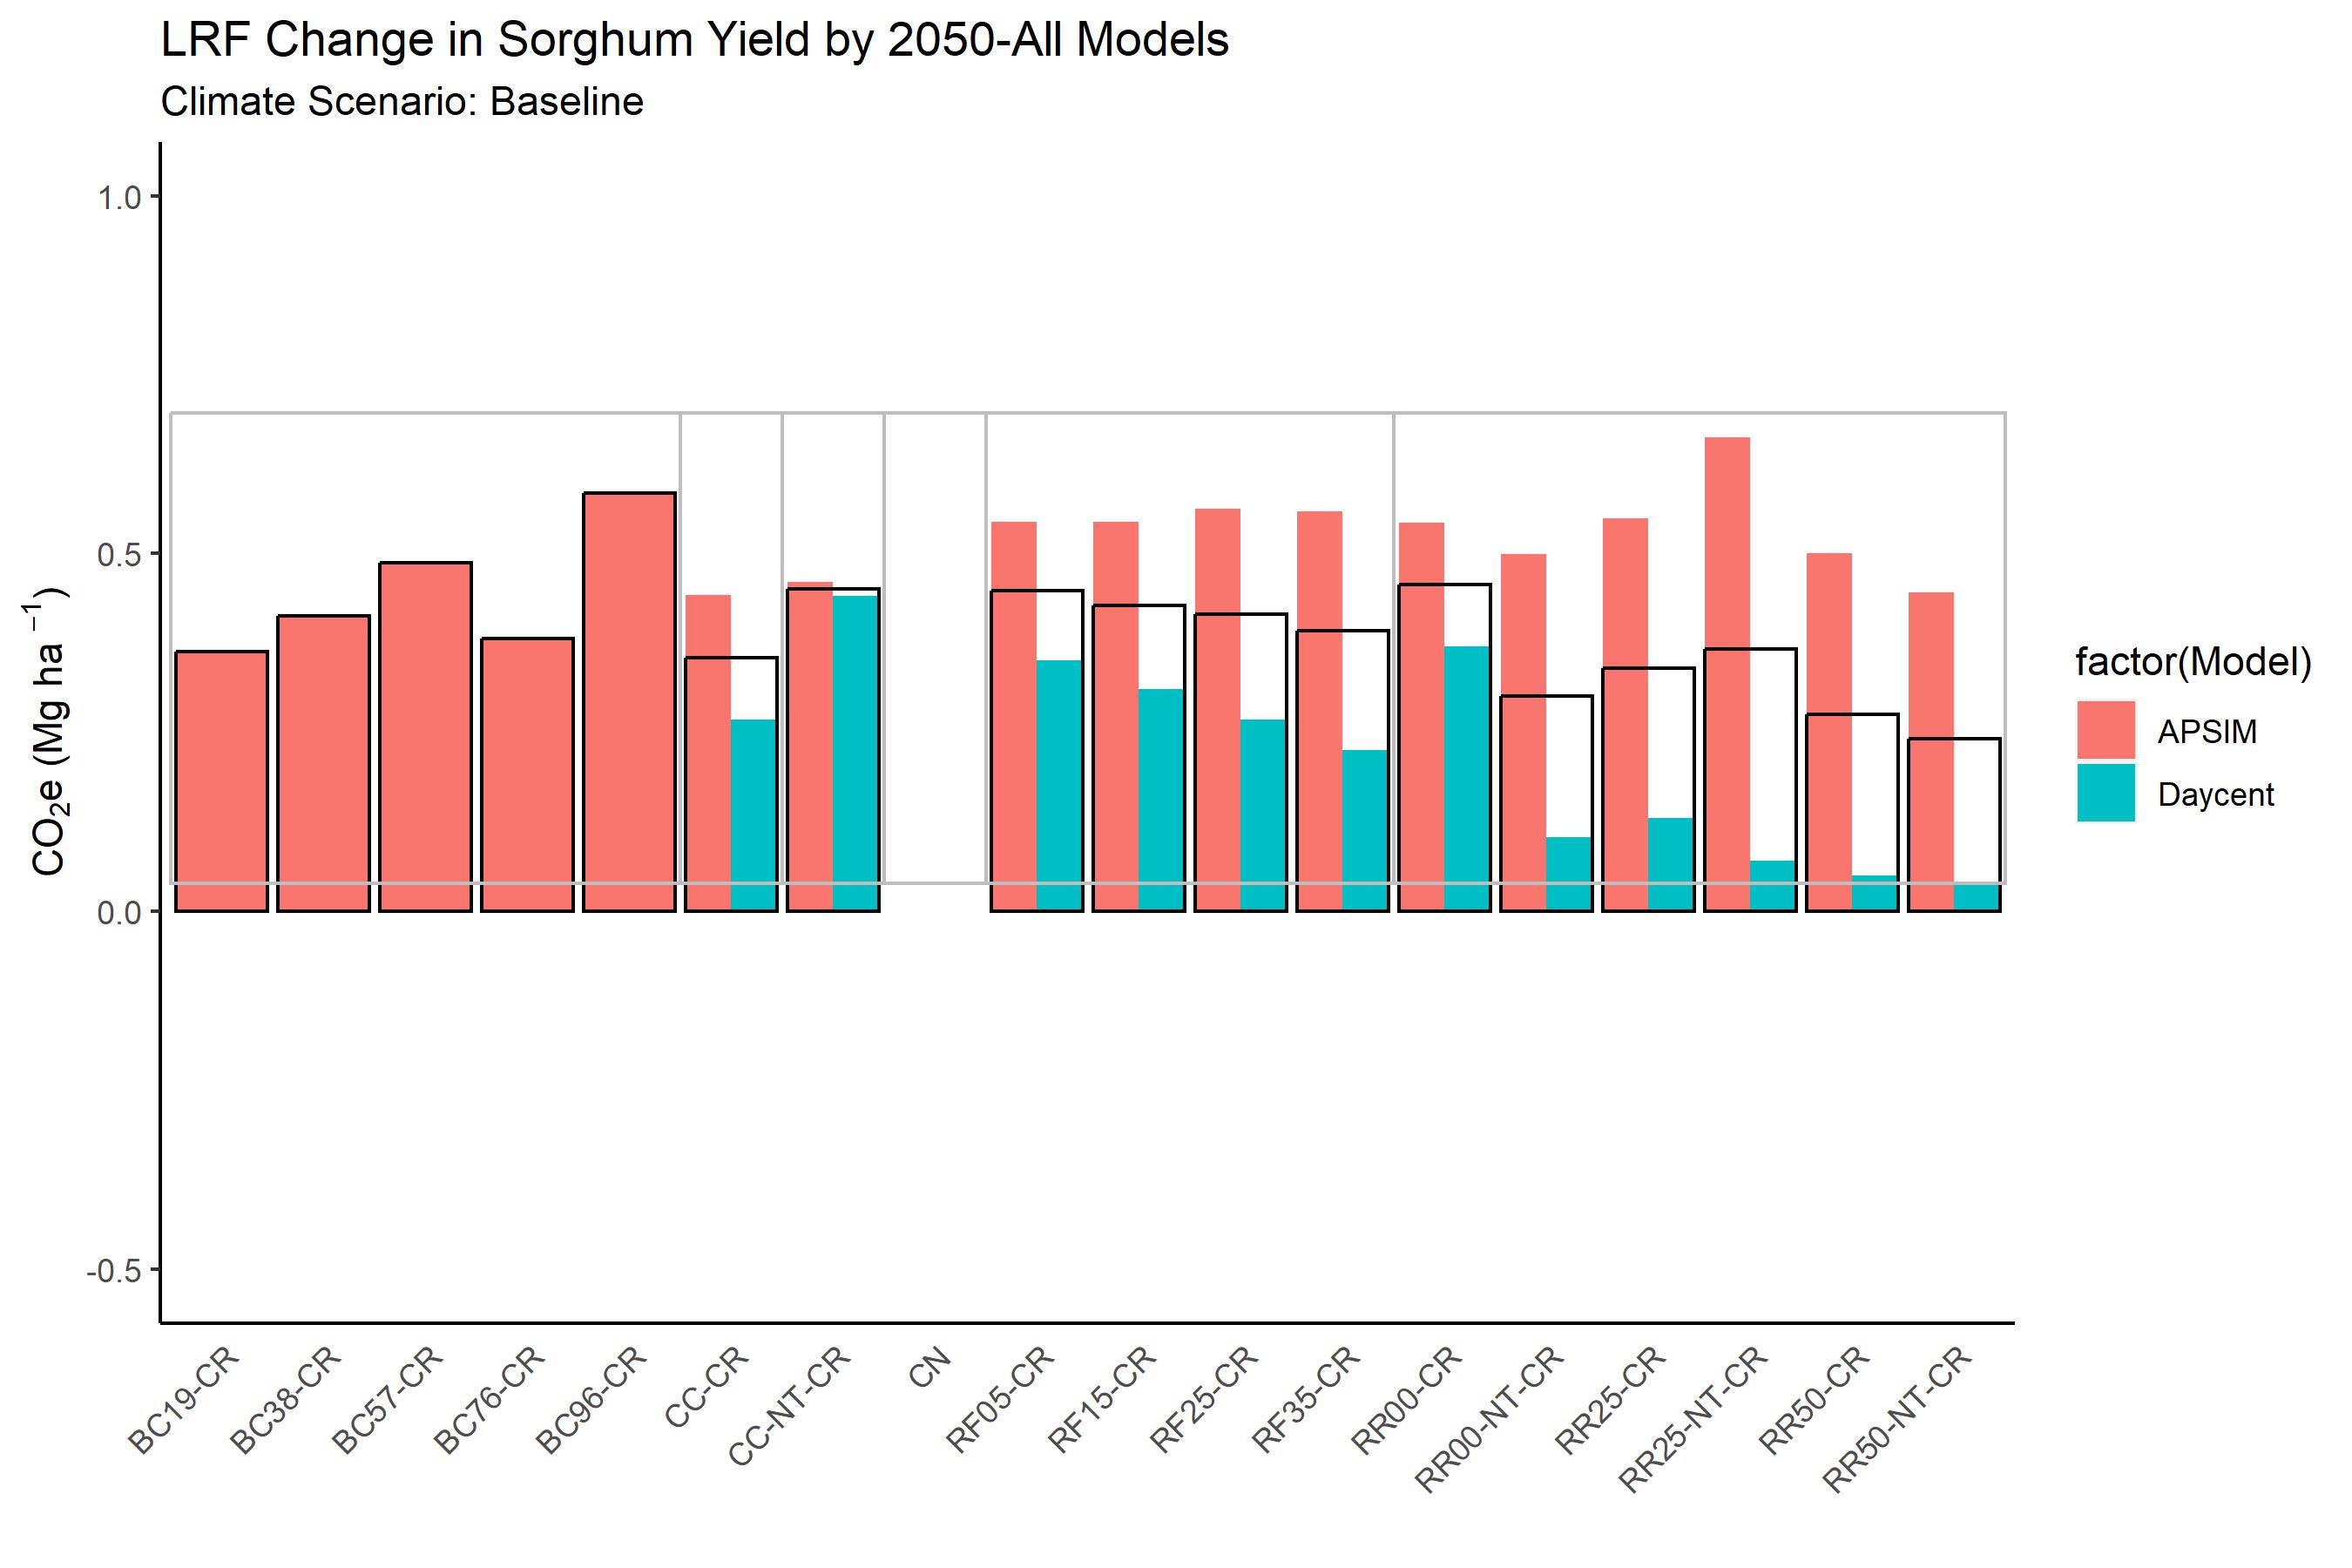 LRF Change in Sorghum Yield by 2050-All Models
Climate Scenario: Baseline
CO₂e (Mg ha ⁻¹)
1.0
0.5
0.0
-0.5
BC19-CR
BC38-CR
BC57-CR
BC76-CR
BC96-CR
CC-CR
CC-NT-CR
CN
RF05-CR
RF15-CR
RF25-CR
RF35-CR
RR00-CR
RR00-NT-CR
RR25-CR
RR25-NT-CR
RR50-CR
RR50-NT-CR
factor(Model)
APSIM
Daycent